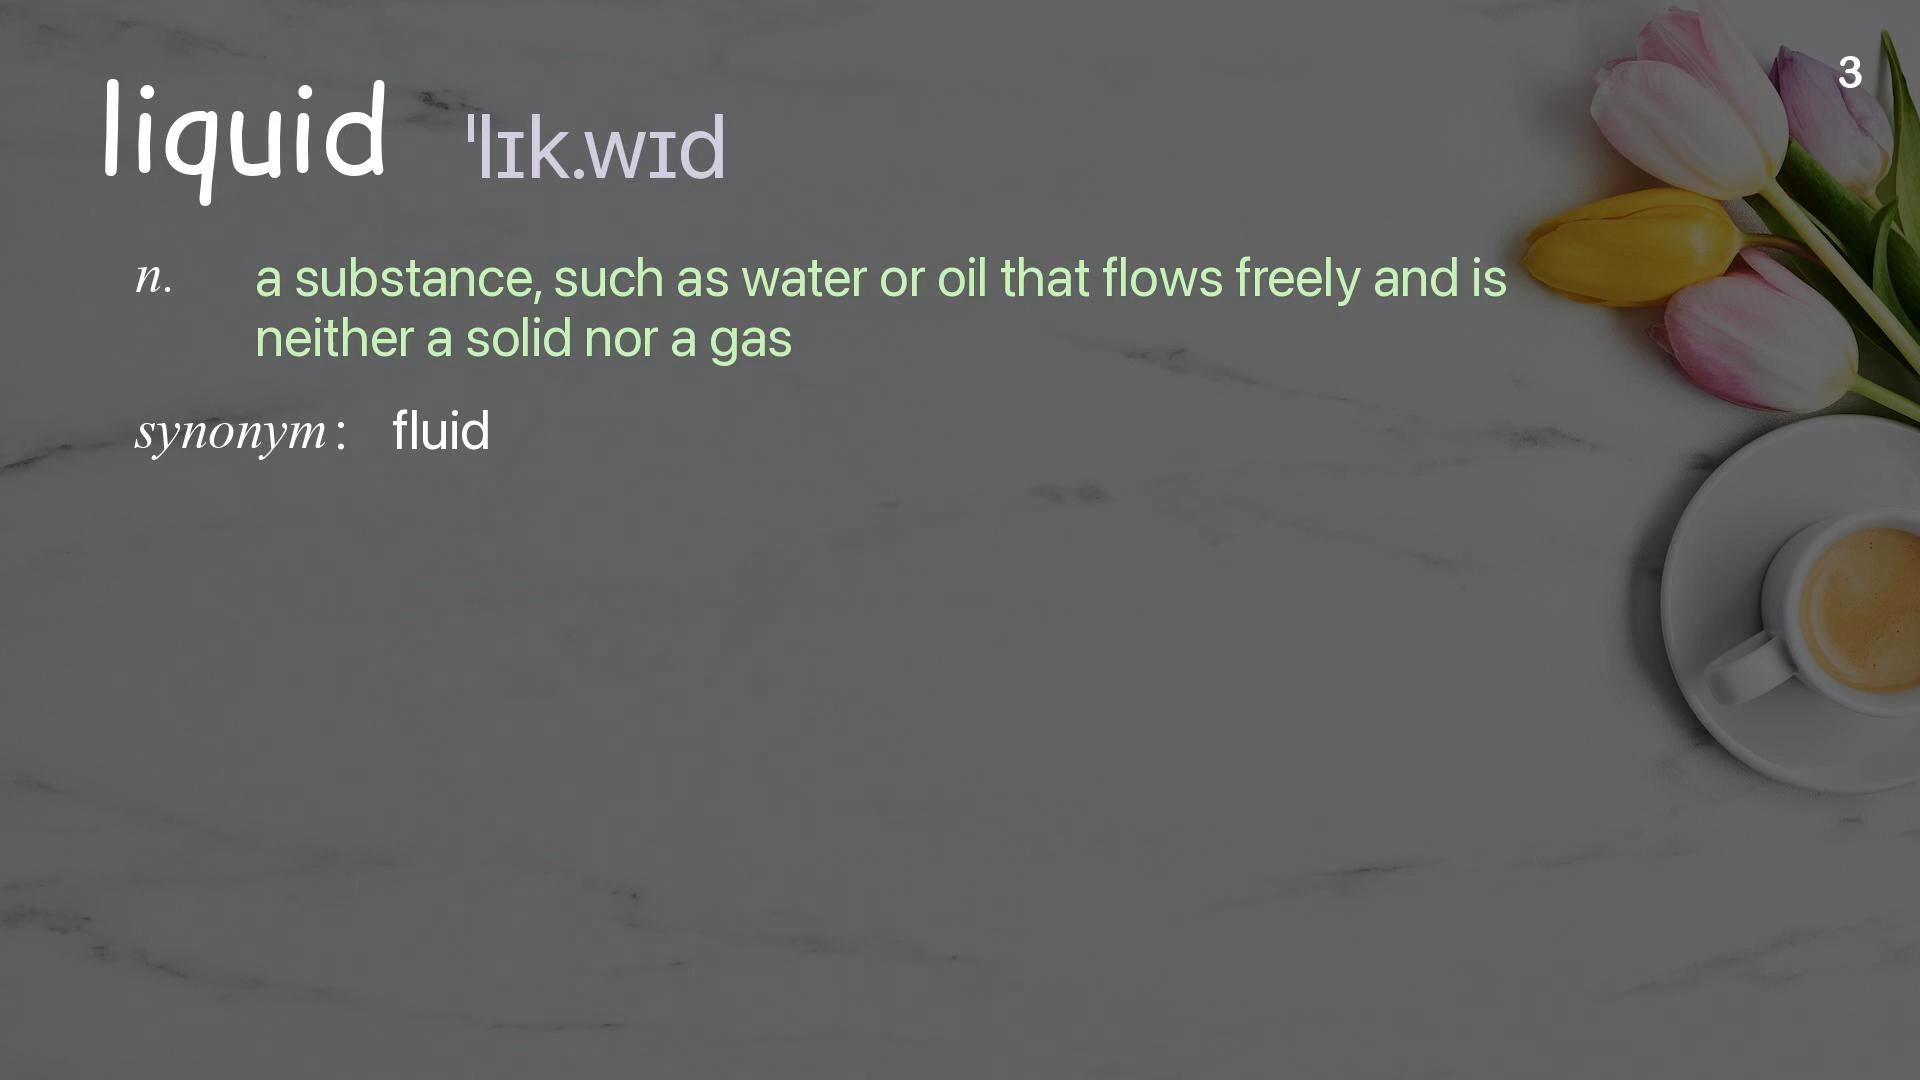 3
liquid ˈlɪk.wɪd
n. a substance, such as water or oil that flows freely and is
neither a solid nor a gas
synonym: fluid